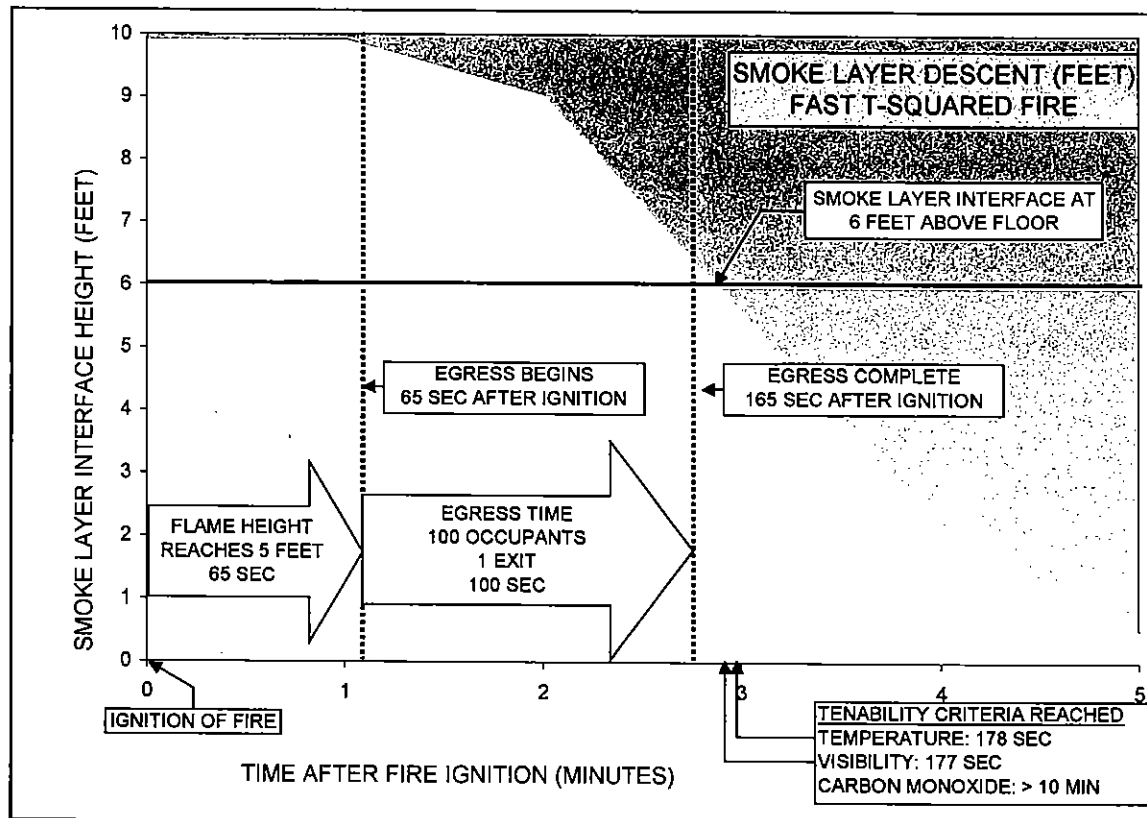 10
9
8
7
6
5
4
3
2
1
0
SMOKE LAYER INTERFACE HEIGHT (FEET)
SMOKE LAYER DESCENT (FEET)
FAST T-SQUARED FIRE
SMOKE LAYER INTERFACE AT
6 FEET ABOVE FLOOR
EGRESS BEGINS
65 SEC AFTER IGNITION
EGRESS COMPLETE
165 SEC AFTER IGNITION
FLAME HEIGHT
REACHES 5 FEET
65 SEC
EGRESS TIME
100 OCCUPANTS
1 EXIT
100 SEC
0
1
2
3
4
5
IGNITION OF FIRE
TIME AFTER FIRE IGNITION (MINUTES)
TENABILITY CRITERIA REACHED
TEMPERATURE: 178 SEC
VISIBILITY: 177 SEC
CARBON MONOXIDE: > 10 MIN